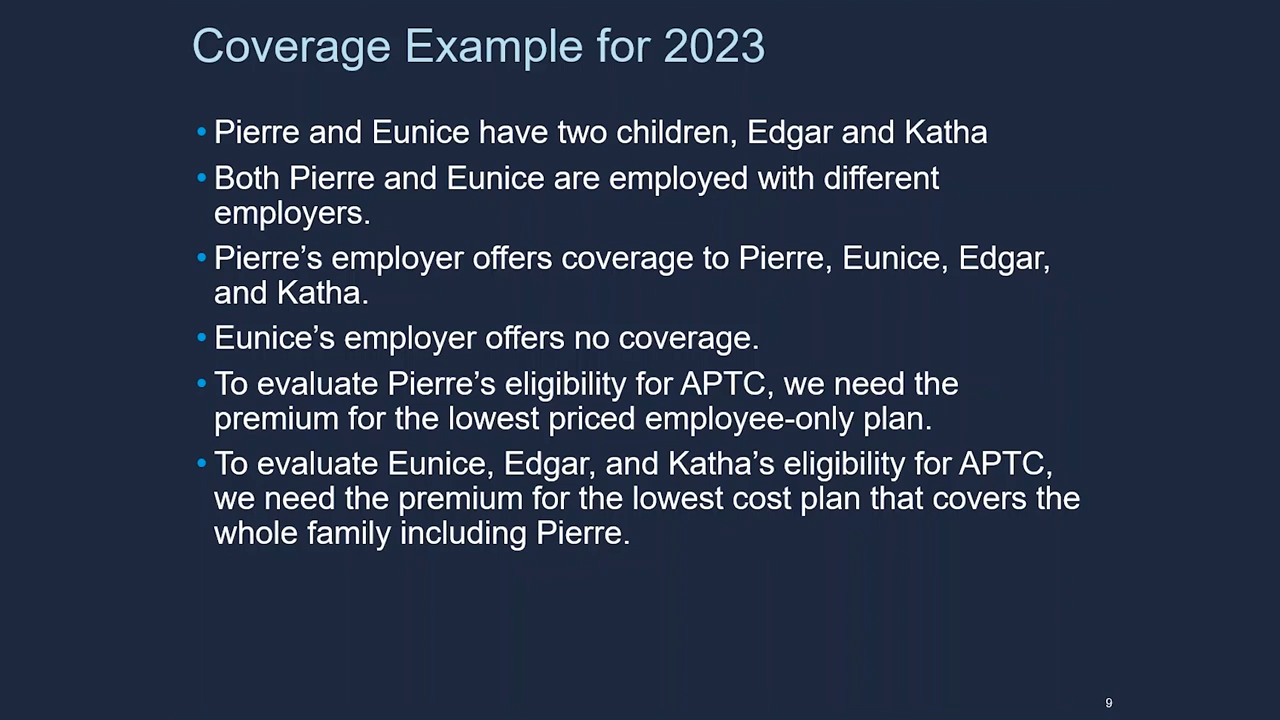 Coverage Example for 2023
• Pierre and Eunice have two children, Edgar and Katha
• Both Pierre and Eunice are employed with different
employers.
• Pierre’s employer offers coverage to Pierre, Eunice, Edgar,
and Katha.
• Eunice’s employer offers no coverage.
• To evaluate Pierre’s eligibility for APTC, we need the
premium for the lowest priced employee-only plan.
• To evaluate Eunice, Edgar, and Katha’s eligibility for APTC,
we need the premium for the lowest cost plan that covers the
whole family including Pierre.
9